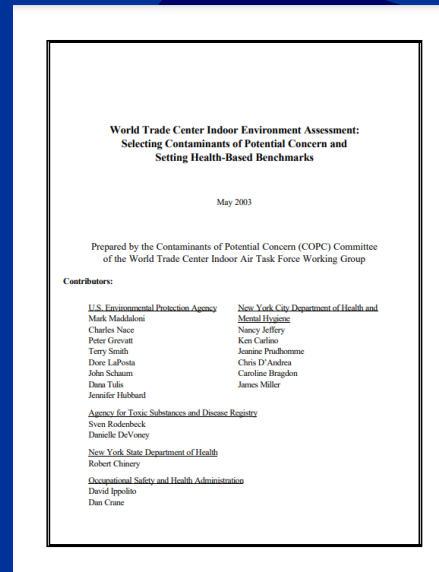 World Trade Center Indoor Environment Assessment:
Selecting Contaminants of Potential Concern and
Setting Health-Based Benchmarks
May 2003
Prepared by the Contaminants of Potential Concern (COPC) Committee
of the World Trade Center Indoor Air Task Force Working Group
Contributors:
U.S. Environmental Protection Agency
Mark Maddaloni
Charles Nace
Peter Grevatt
Terry Smith
Dore LaPosta
John Schaum
Dana Tulis
Jennifer Hubbard
New York City Department of Health and
Mental Hygiene
Nancy Jeffery
Ken Carlino
Jeanine Prudhomme
Chris D'Andrea
Caroline Bragdon
James Miller
Agency for Toxic Substances and Disease Registry
Sven Rodenbeck
Danielle DeVoney
New York State Department of Health
Robert Chinery
Occupational Safety and Health Administration
David Ippolito
Dan Crane